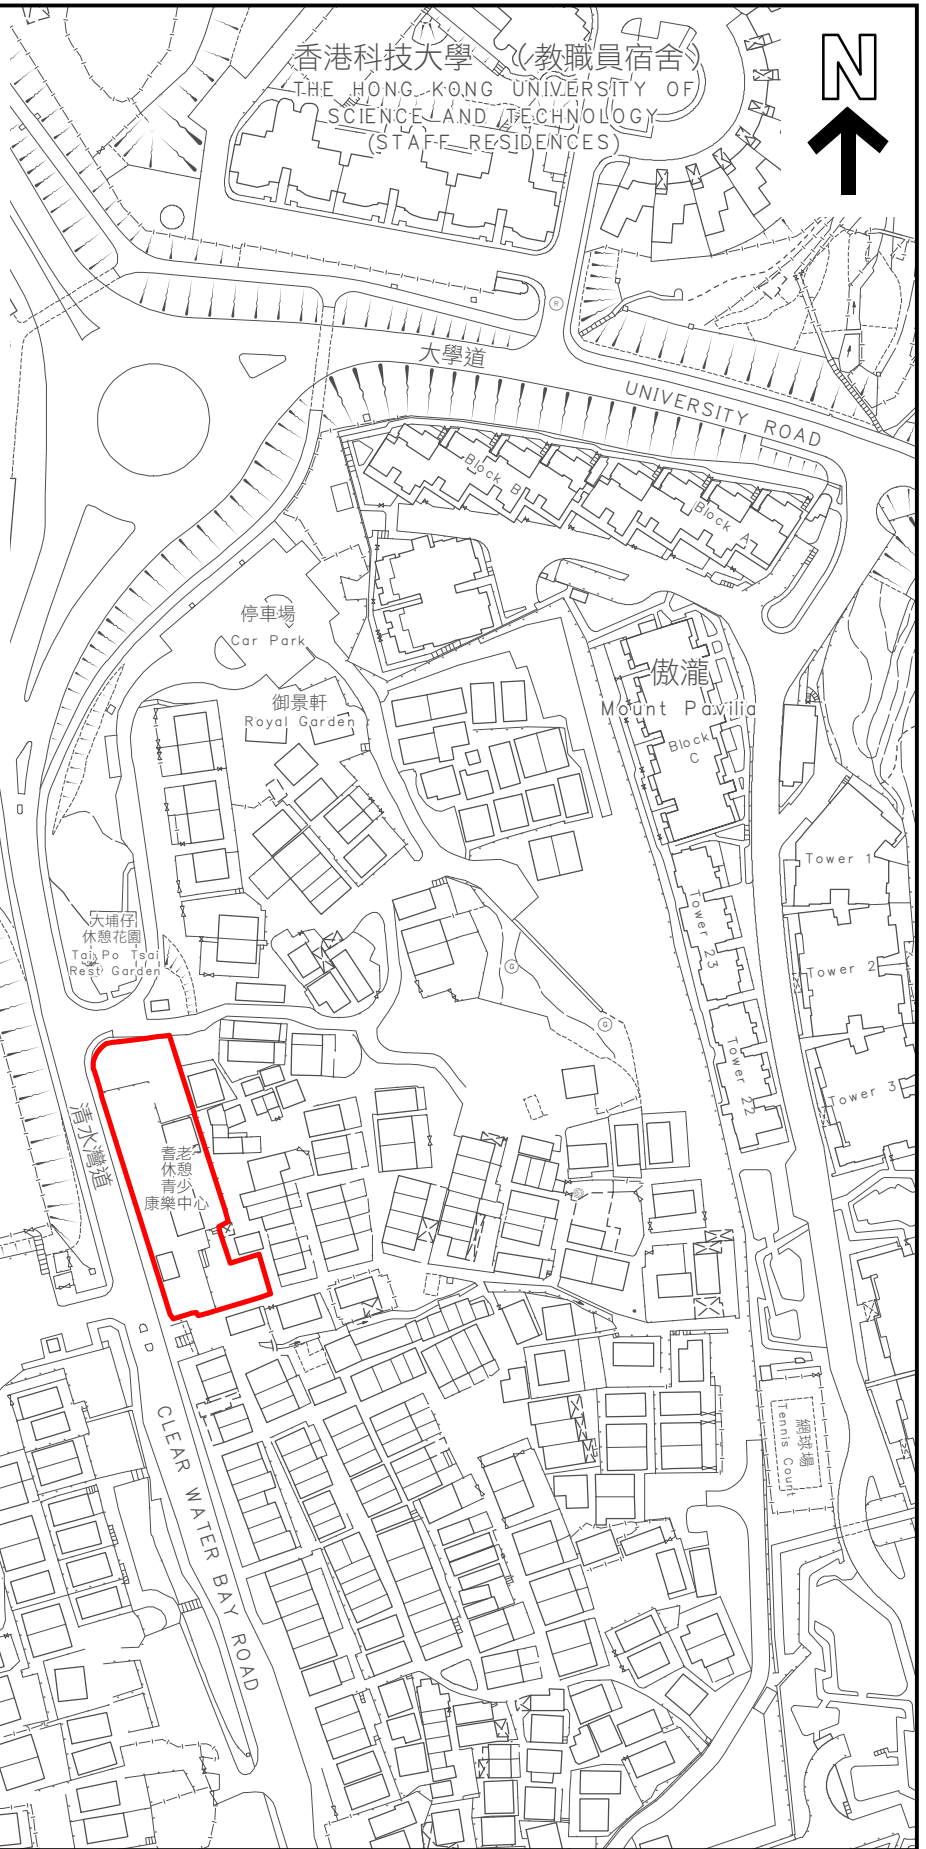 香港科技大學 （教職員宿舍）
THE HONG KONG UNIVERSITY OF
SCIENCE AND TECHNOLOGY
(STAFF RESIDENCES)
N
R
大學道
UNIVERSITY ROAD
Block B
Block A
停車場
Car Park
御景軒
Royal Garden
傲瀧
Mount Pavilia
Block
C
Tower 1
Tower 23
Tower 2
大埔仔
休憩花園
Tai Po Tsai
Rest Garden
G
G
Tower 22
Tower 3
清水灣道
耆老
休憩
青少
康樂中心
CLEAR WATER BAY ROAD
網球場
Tennis Court